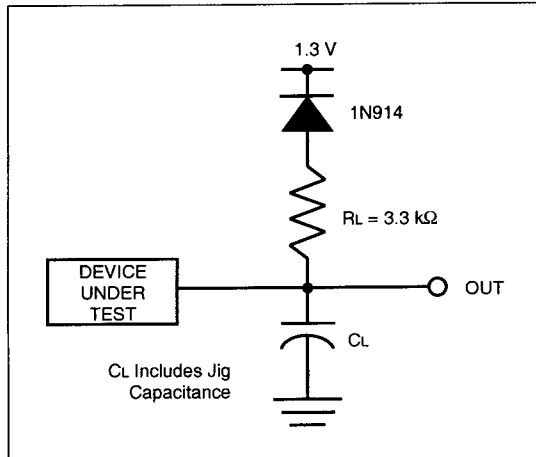 1.3 V
1N914
RL = 3.3 kΩ
DEVICE
UNDER
TEST
OUT
CL
CL Includes Jig
Capacitance